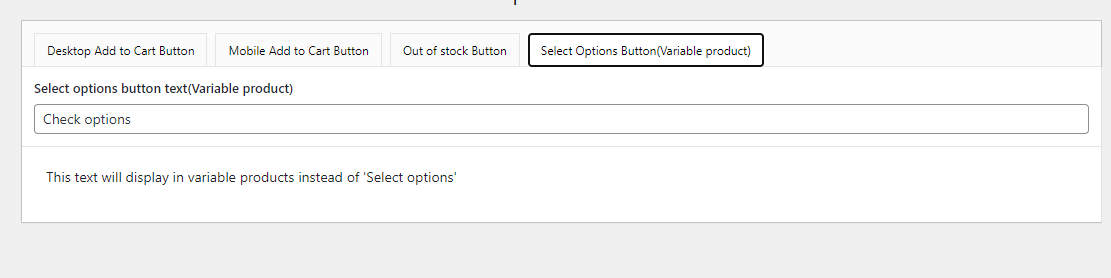 Desktop Add to Cart Button
Mobile Add to Cart Button
Out of stock Button
Select Options Button(Variable product)
Select options button text(Variable product)
Check options
This text will display in variable products instead of 'Select options'